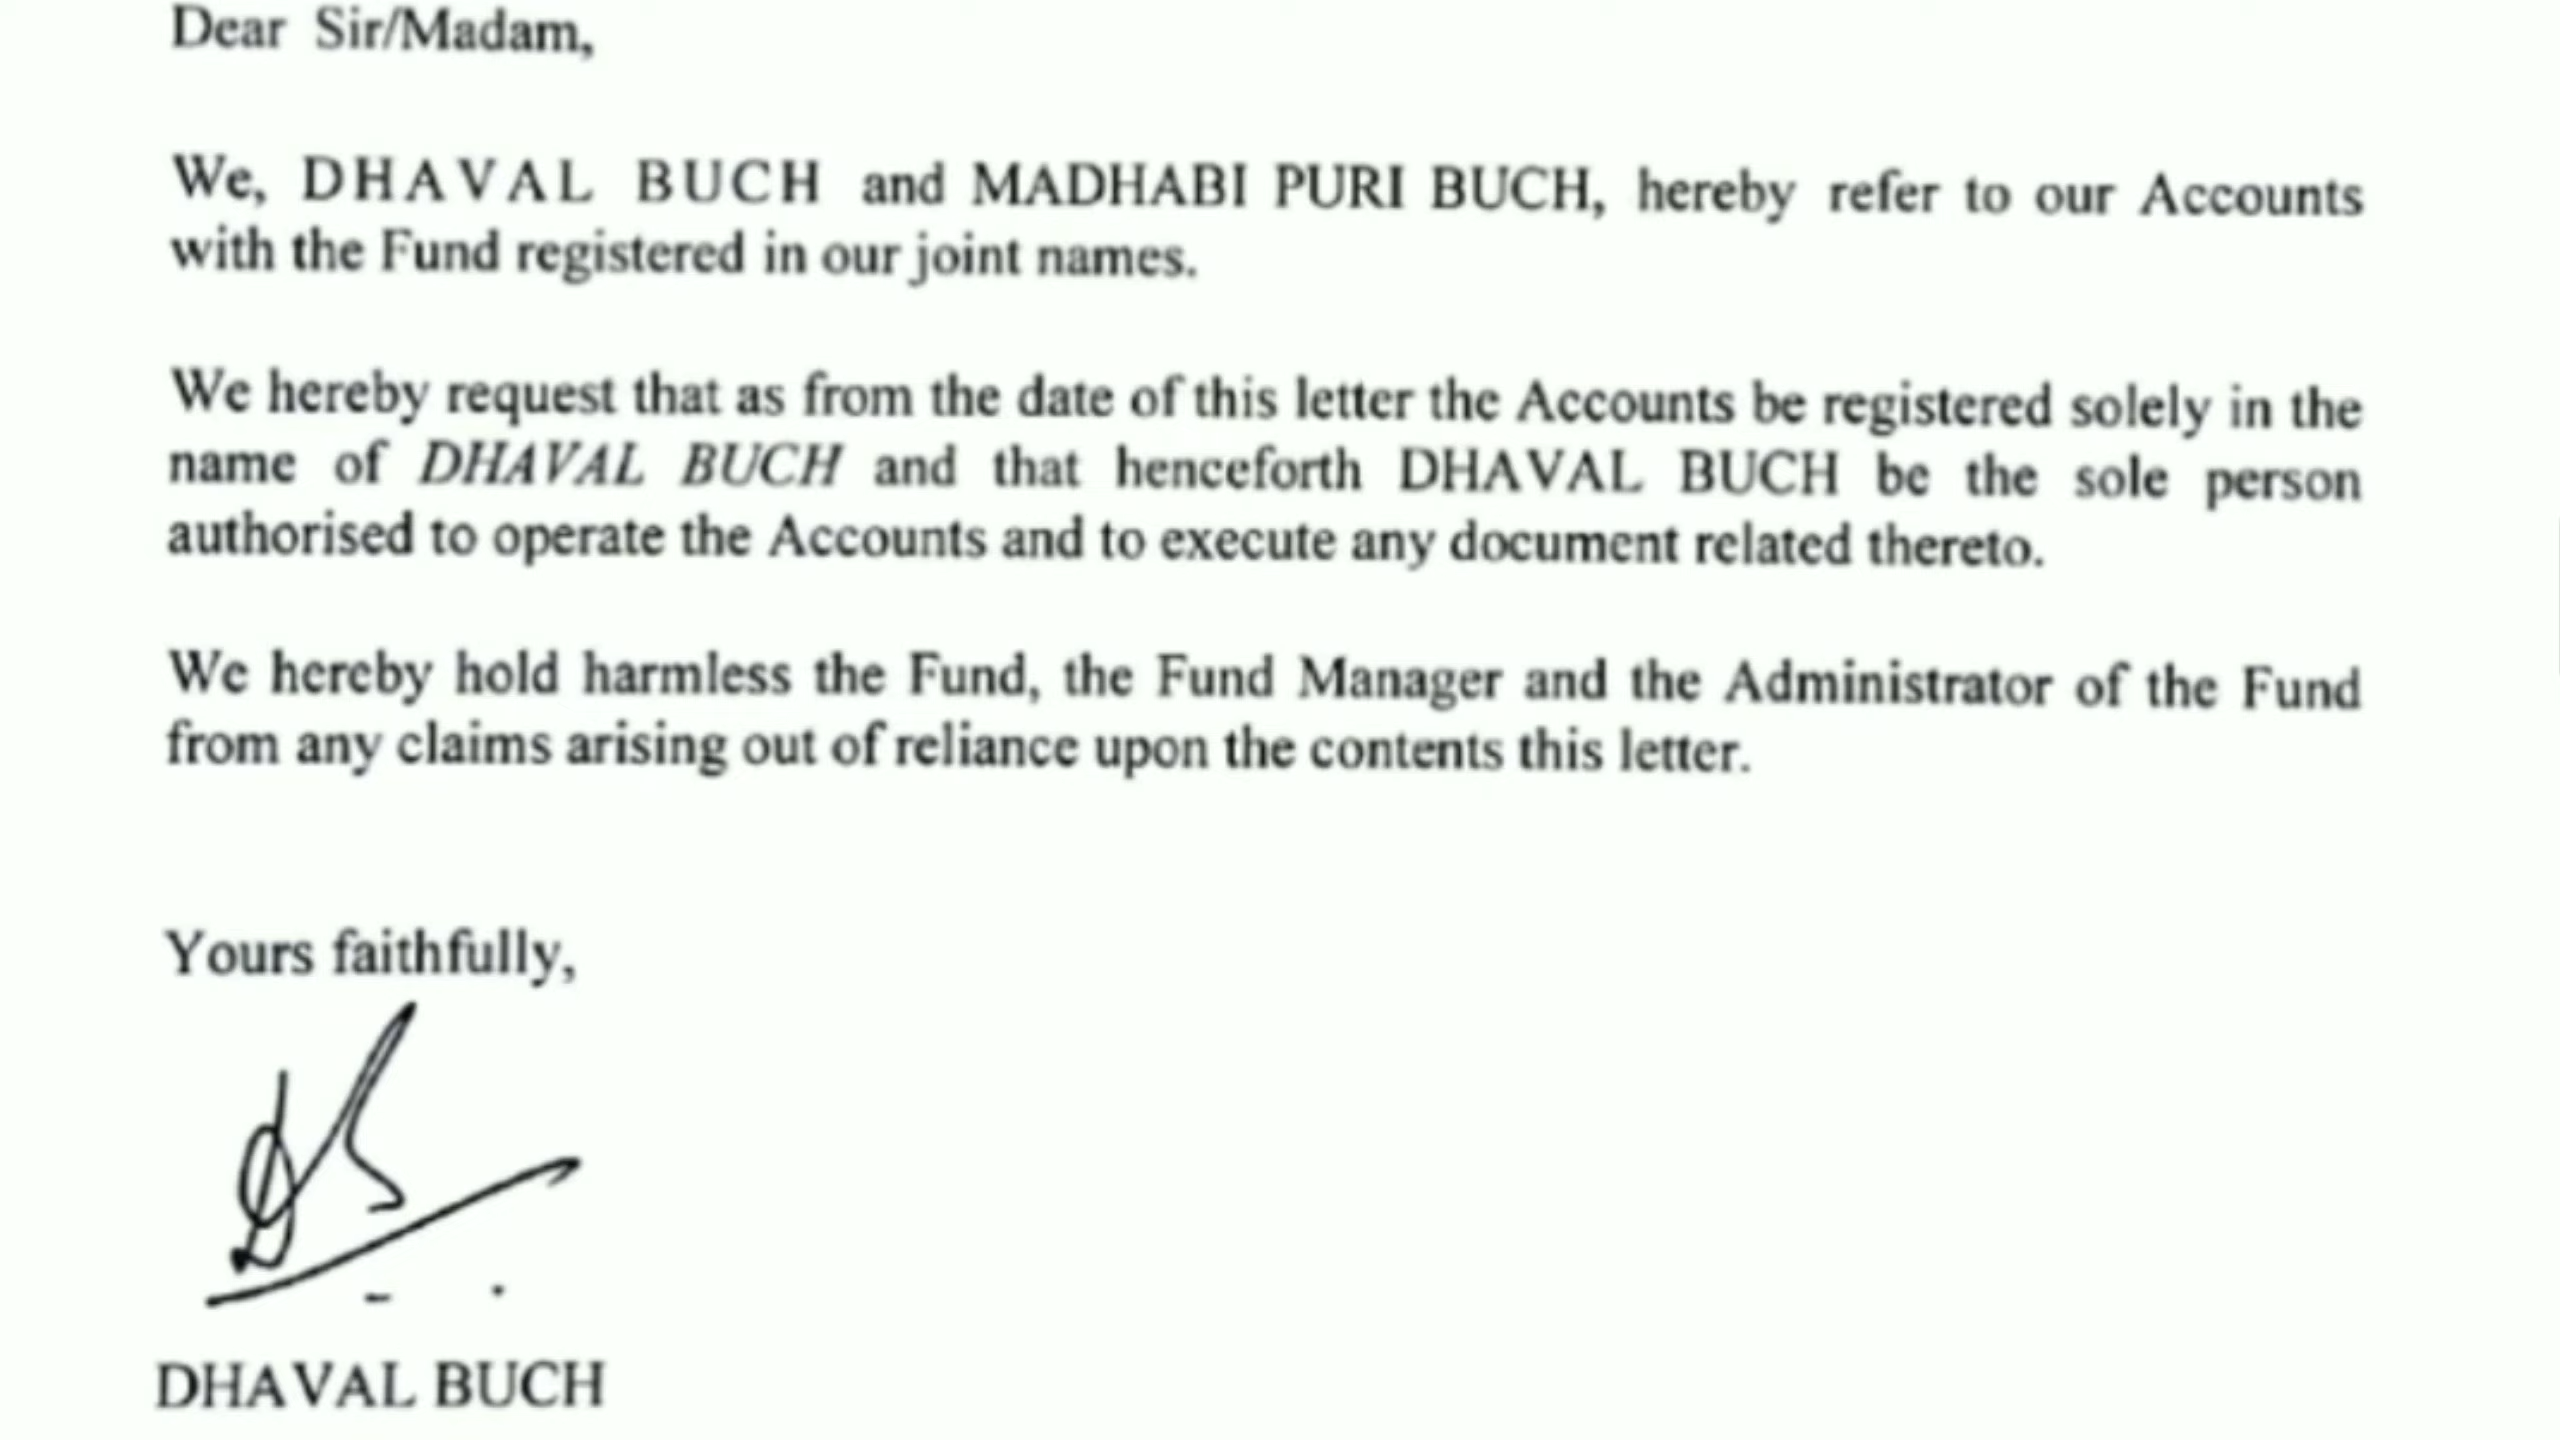 Dear Sir/Madam,
We, DHAVAL BUCH and MADHABI PURI BUCH, hereby refer to our Accounts
with the Fund registered in our joint names.
We hereby request that as from the date of this letter the Accounts be registered solely in the
name of DHAVAL BUCH and that henceforth DHAVAL BUCH be the sole person
authorised to operate the Accounts and to execute any document related thereto.
We hereby hold harmless the Fund, the Fund Manager and the Administrator of the Fund
from any claims arising out of reliance upon the contents this letter.
Yours faithfully,
DHAVAL BUCH